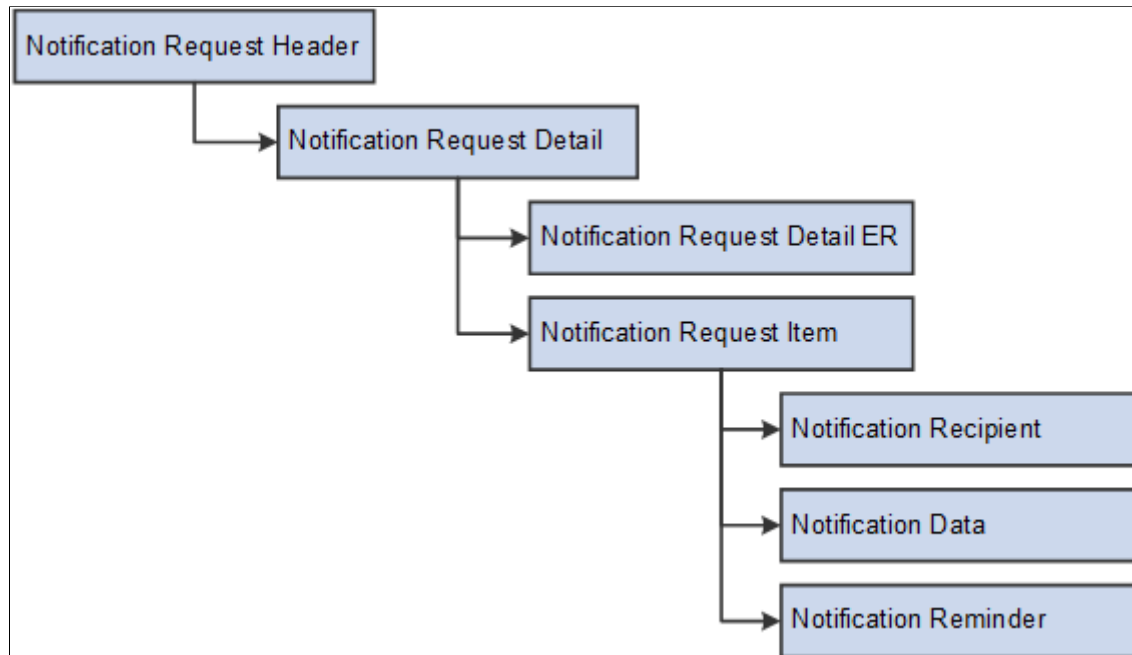 Notification Request Header
Notification Request Detail
Notification Request Detail ER
Notification Request Item
Notification Recipient
Notification Data
Notification Reminder